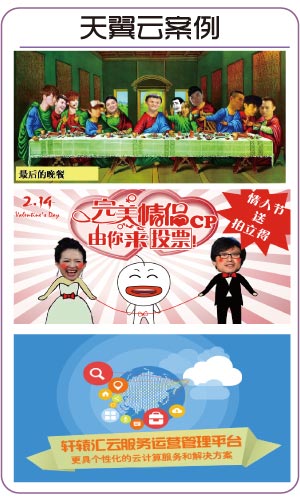 天翼云案例
最后的晚餐
2.14
Valentine's Day
完美情侣CP
由你来投票!
情人节
送
拍立得
轩辕汇云服务运营管理平台
更具个性化的云计算服务和解决方案